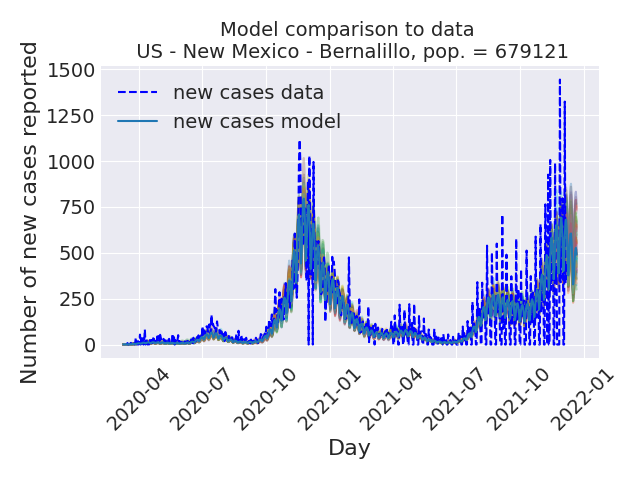 Model comparison to data
US - New Mexico - Bernalillo, pop. = 679121
Number of new cases reported
1500
1250
1000
750
500
250
0
new cases data
new cases model
2020-04
2020-07
2020-10
2021-01
2021-04
2021-07
2021-10
2022-01
Day